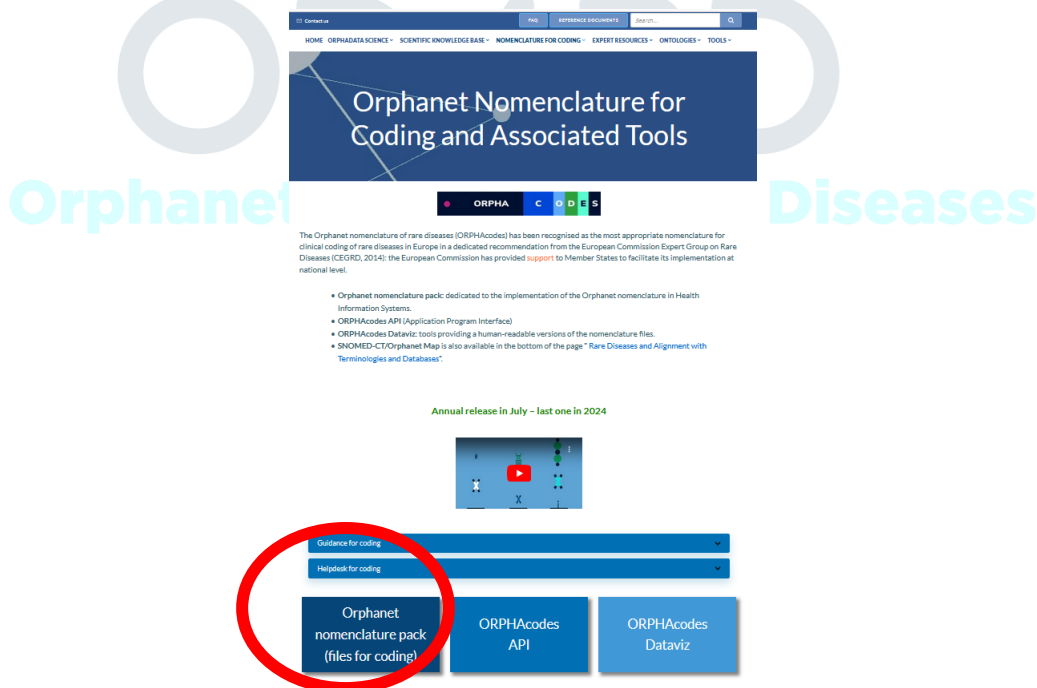 Contact us
FAQ
REFERENCE DOCUMENTS
Search...
HOME ORPHADATA SCIENCE SCIENTIFIC KNOWLEDGE BASE NOMENCLATURE FOR CODING EXPERT RESOURCES ONTOLOGIES TOOLS
Orphanet Nomenclature for
Coding and Associated Tools
Orphanet
Diseases
ORPHA CODES
The Orphanet nomenclature of rare diseases (ORPHAcodes) has been recognised as the most appropriate nomenclature for
clinical coding of rare diseases in Europe in a dedicated recommendation from the European Commission Expert Group on Rare
Diseases (CEGRD, 2014): the European Commission has provided support to Member States to facilitate its implementation at
national level.
• Orphanet nomenclature pack: dedicated to the implementation of the Orphanet nomenclature in Health
Information Systems.
• ORPHAcodes API (Application Program Interface)
• ORPHAcodes Dataviz: tools providing a human-readable versions of the nomenclature files.
• SNOMED-CT/Orphanet Map is also available in the bottom of the page " Rare Diseases and Alignment with
Terminologies and Databases".
Annual release in July – last one in 2024
Guidance for coding
Helpdesk for coding
Orphanet
nomenclature pack
(files for coding)
ORPHAcodes
API
ORPHAcodes
Dataviz